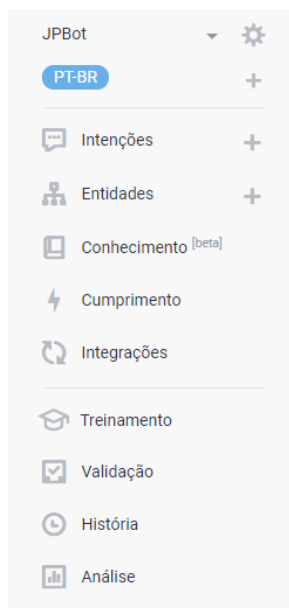 JPBot
PT-BR
Intenções
Entidades
Conhecimento [beta]
Cumprimento
Integrações
Treinamento
Validação
História
Análise